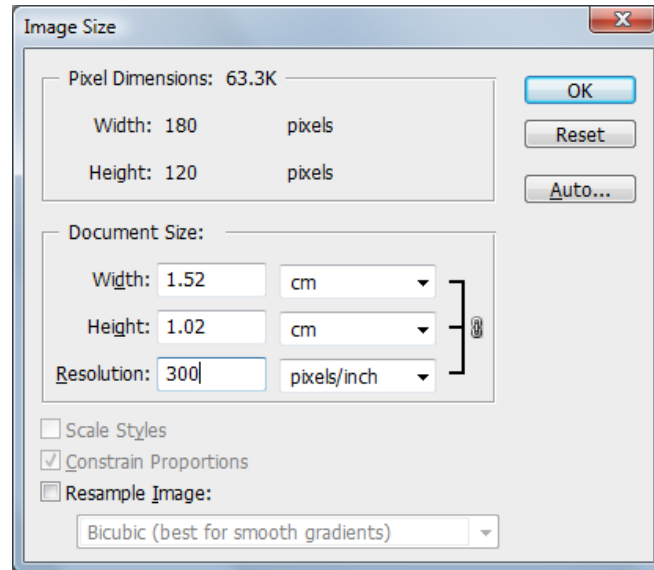 Image Size
Pixel Dimensions: 63.3K
Width: 180 pixels
Height: 120 pixels
OK
Reset
Auto...
Document Size:
Width: 1.52 cm
Height: 1.02 cm
Resolution: 300 pixels/inch
Scale Styles
Constrain Proportions
Resample Image:
Bicubic (best for smooth gradients)